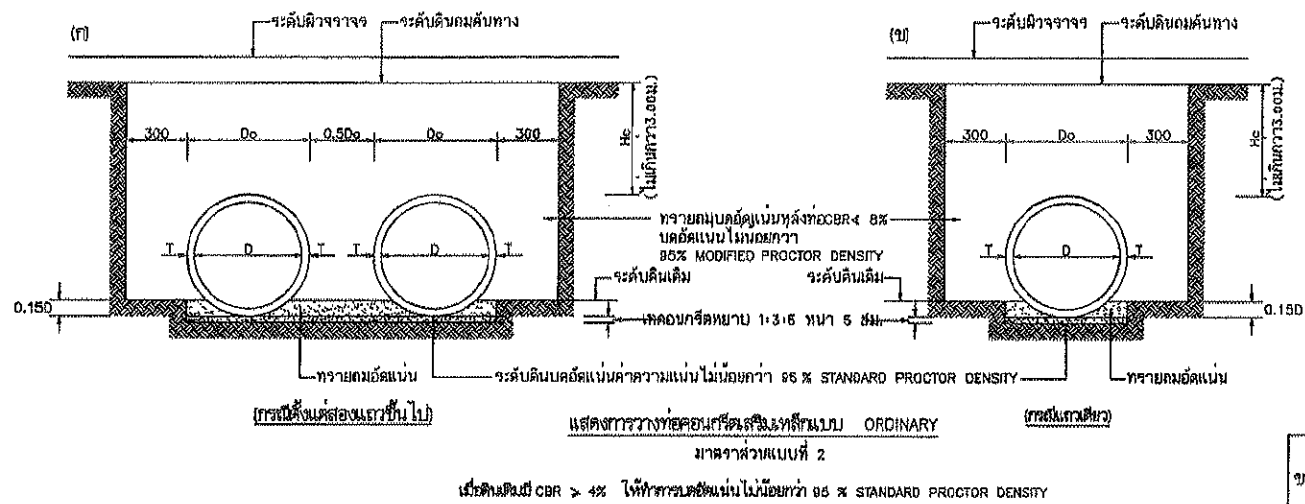 (ก)
ระดับผิวจราจร
ระดับดินถมคันทาง
300
Do
0.5Do
Do
300
Hc
(ไม่เกินกว่า3.00ม.)
T
D
T
T
D
T
0.15D
ทรายถมบดอัดแน่นหลังท่อCBR< 8%
บดอัดแน่นไม่น้อยกว่า
95% MODIFIED PROCTOR DENSITY
ระดับดินเดิม
ระดับดินเดิม
เทคอนกรีตหยาบ 1:3:6 หนา 5 ซม.
ทรายถมอัดแน่น
ระดับดินบดอัดแน่นค่าความแน่นไม่น้อยกว่า 95 % STANDARD PROCTOR DENSITY
(กรณีตั้งแต่สองแถวขึ้นไป)
(ข)
ระดับผิวจราจร
ระดับดินถมคันทาง
300
Do
300
Hc
(ไม่เกินกว่า3.00ม.)
T
D
T
0.15D
ทรายถมอัดแน่น
(กรณีแถวเดียว)
แสดงการวางท่อคอนกรีตเสริมเหล็กแบบ ORDINARY
มาตราส่วนแบบที่ 2
เมื่อดินเดิมมี CBR > 4% ให้ทำการบดอัดแน่นไม่น้อยกว่า 95 % STANDARD PROCTOR DENSITY